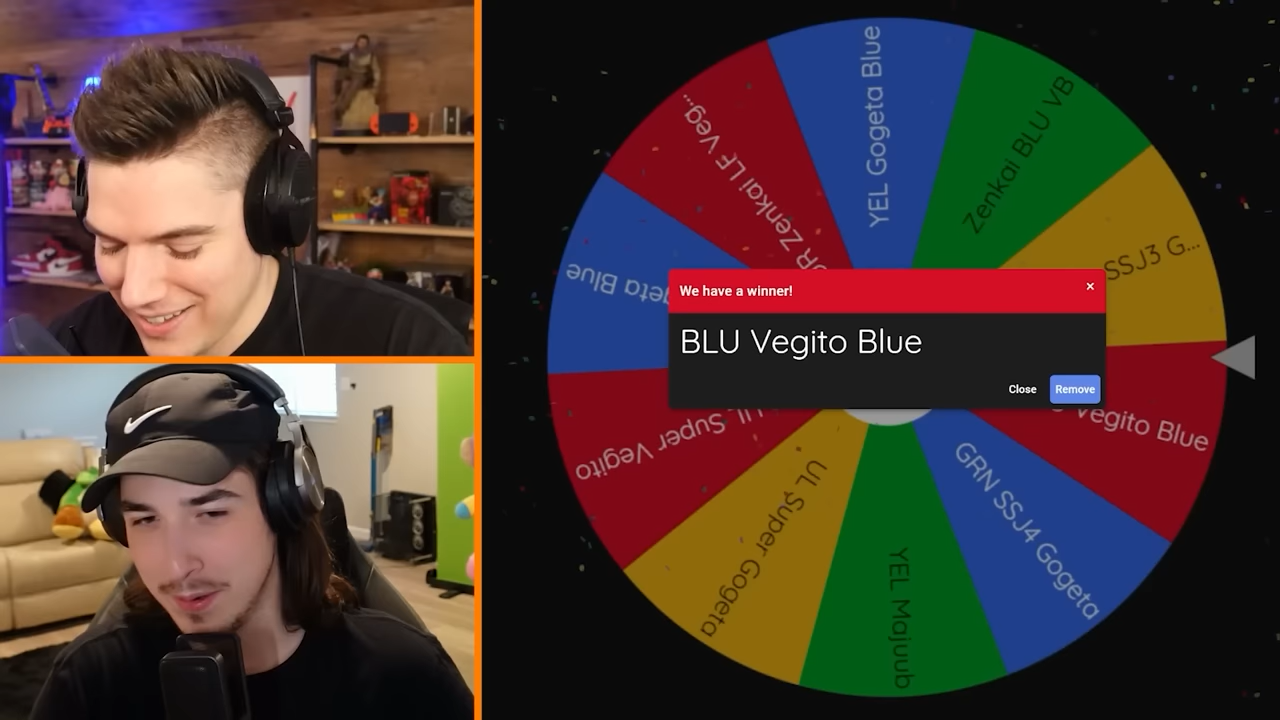 YEL Gogeta Blue
Zenkai BLU VB
SSJ3 G...
Vegito Blue
GRN SSJ4 Gogeta
YEL Majuub
UL Super Gogeta
UL Super Vegito
Blue
Zenkai LF Veg...
We have a winner!
×
BLU Vegito Blue
Close
Remove